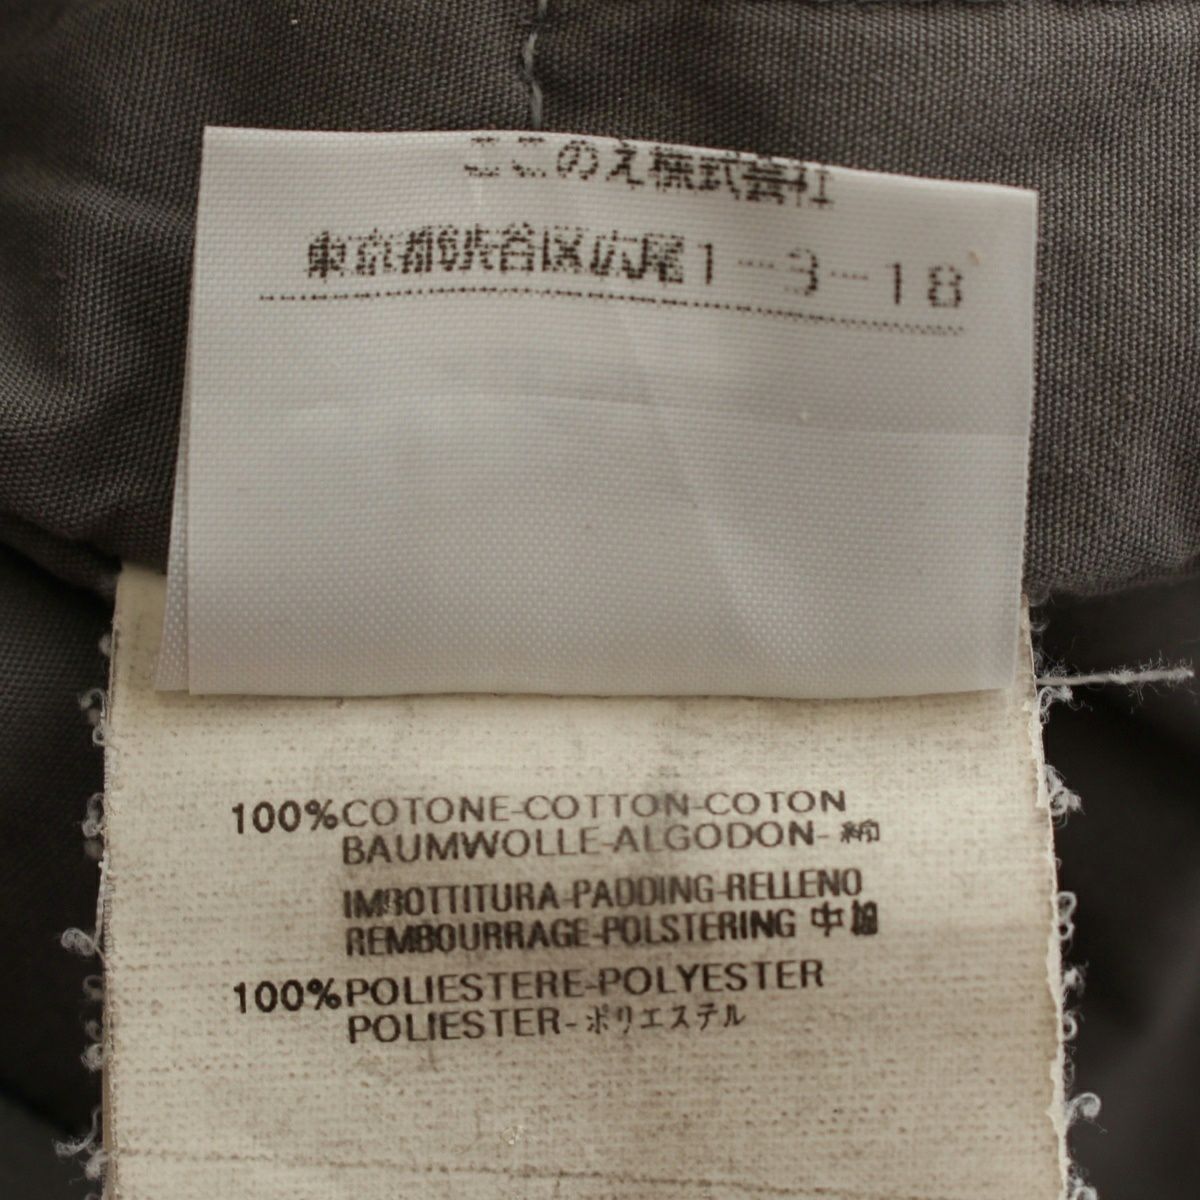 ここのえ株式会社
東京都渋谷区広尾1-3-18
100%COTONE-COTTON-COTON
BAUMWOLLE-ALGODON-綿
IMBOTTITURA-PADDING-RELLENO
REMBOURRAGE-POLSTERING 中綿
100%POLIESTERE-POLYESTER
POLIESTER-ポリエステル